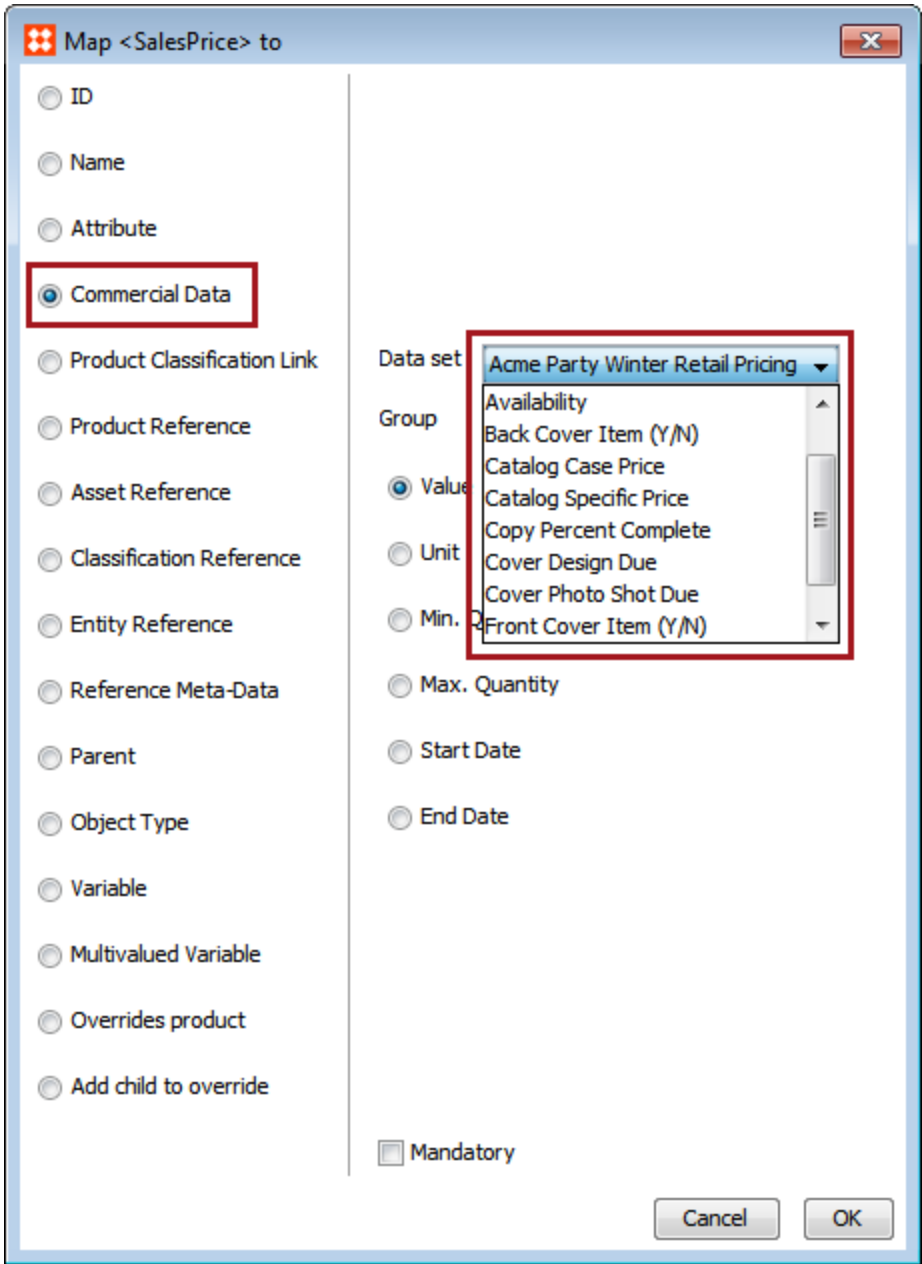 Map <SalesPrice> to
ID
Name
Attribute
Commercial Data
Product Classification Link
Product Reference
Asset Reference
Classification Reference
Entity Reference
Reference Meta-Data
Parent
Object Type
Variable
Multivalued Variable
Overrides product
Add child to override
Data set
Acme Party Winter Retail Pricing
Availability
Back Cover Item (Y/N)
Catalog Case Price
Catalog Specific Price
Copy Percent Complete
Cover Design Due
Cover Photo Shot Due
Front Cover Item (Y/N)
Group
Value
Unit
Min.
Max. Quantity
Start Date
End Date
Mandatory
Cancel
OK